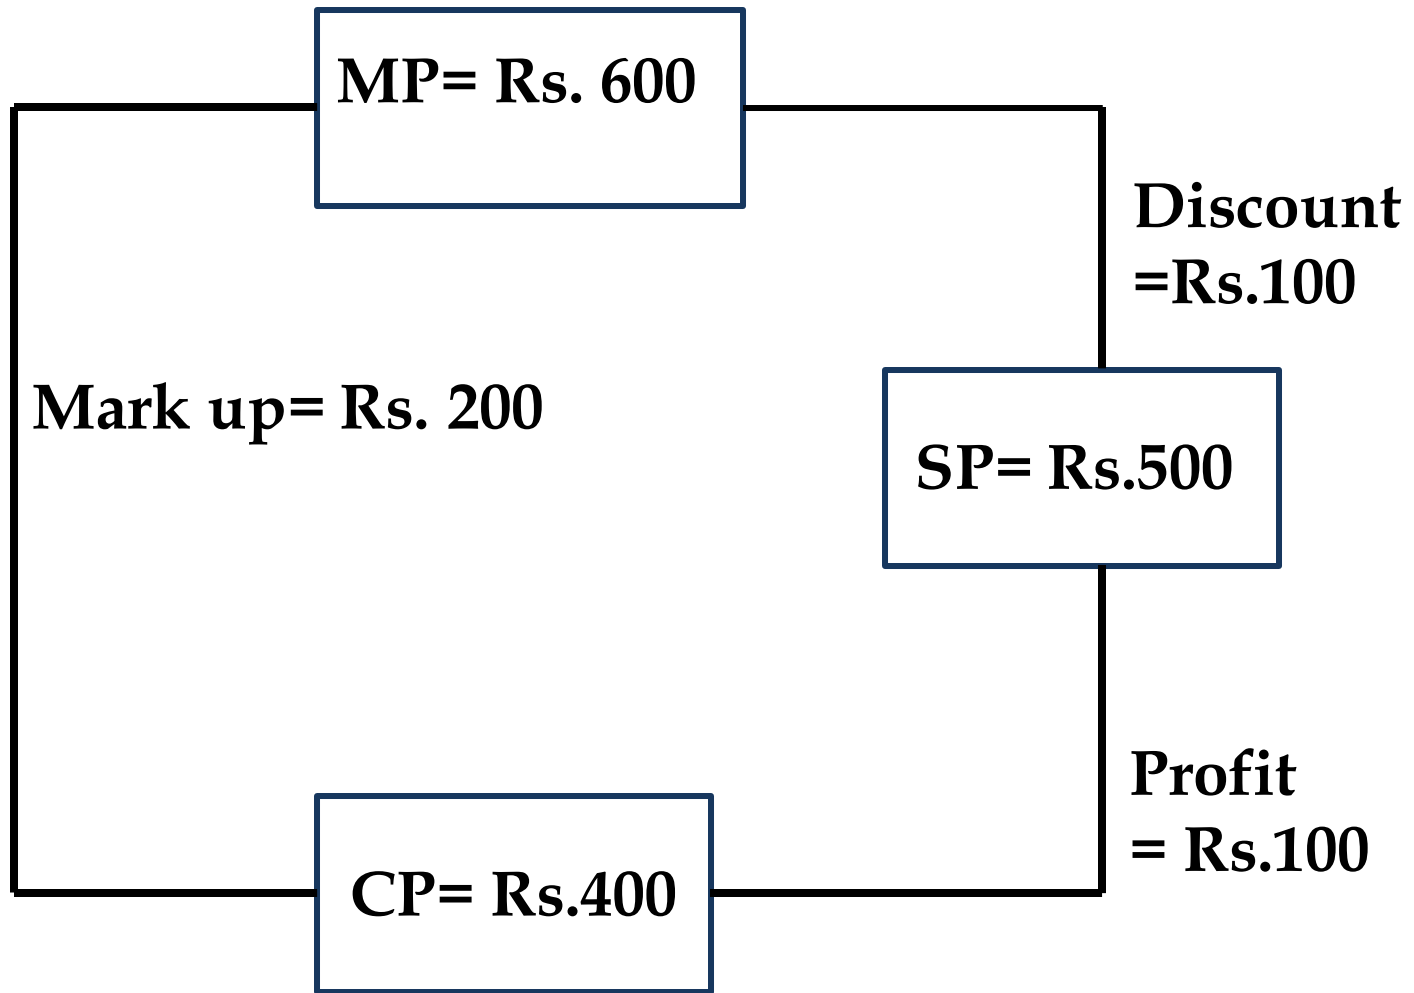 MP= Rs. 600
Discount
=Rs.100
Mark up= Rs. 200
SP= Rs.500
Profit
= Rs.100
CP= Rs.400